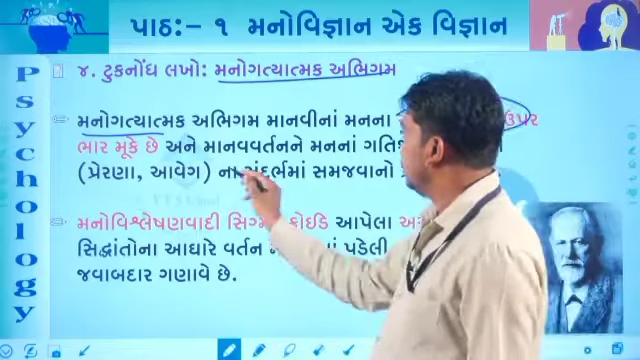 પાઠ:- ૧ મનોવિજ્ઞાન એક વિજ્ઞાન
Psychology
૪. ટુકનોંધ લખો: મનોગત્યાત્મક અભિગમ
મનોગત્યાત્મક અભિગમ માનવીનાં મનના ઉપર
ભાર મૂકે છે અને માનવવર્તનને મનનાં
(પ્રેરણા, આવેગ) ના સંદર્ભમાં સમજવાનો
મનોવિશ્લેષણવાદી ફ્રોઈડે આપેલા
સિદ્ધાંતોના આધારે વર્તન પડેલી
જવાબદાર ગણાવે છે.